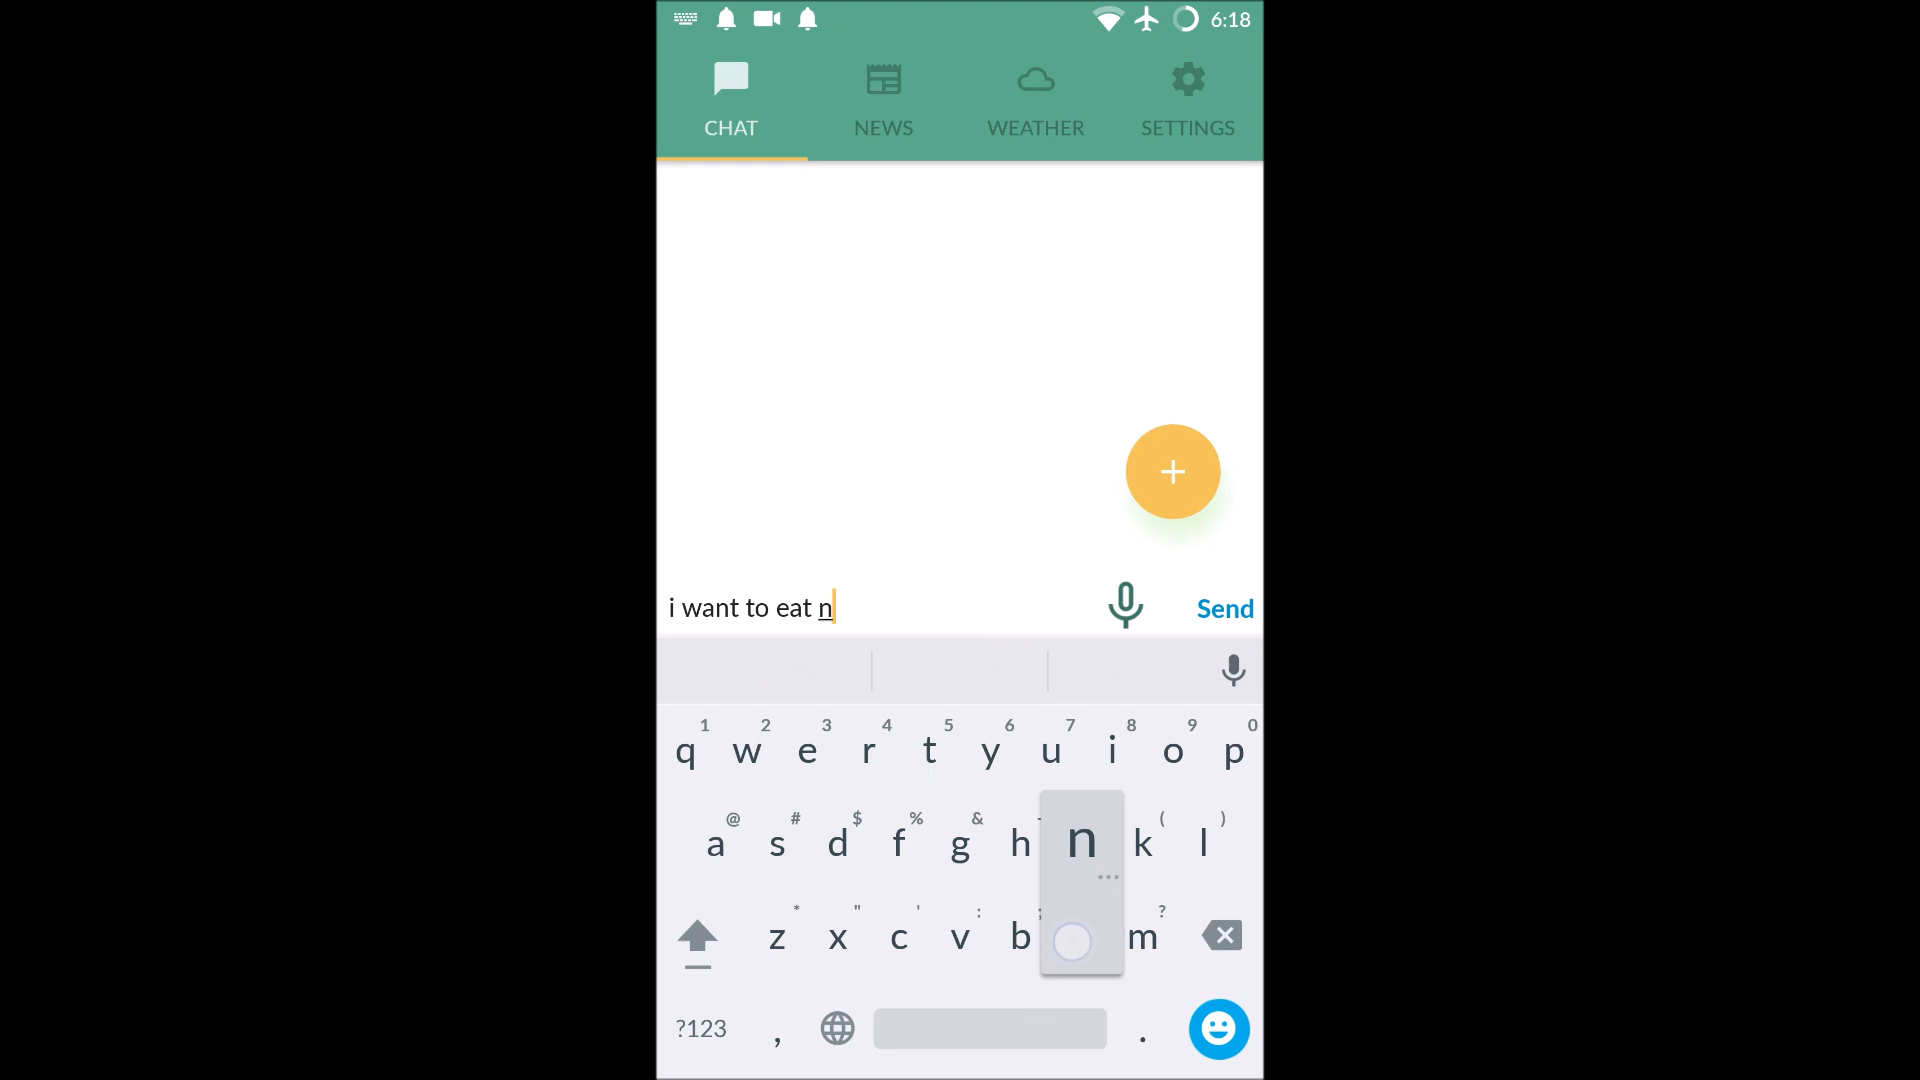 6:18
CHAT NEWS WEATHER SETTINGS
+
i want to eat n
Send
1 2 3 4 5 6 7 8 9 0
q w e r t y u i o p
@ # $ % & - ( )
a s d f g h n k l
* " ' : ; ?
z x c v b m
?123 , .